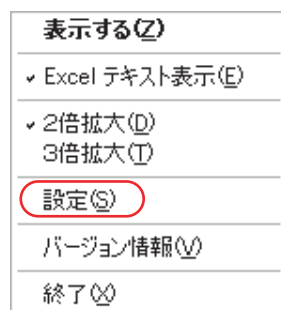 表示する(Z)
Excel テキスト表示(E)
2倍拡大(D)
3倍拡大(T)
設定(S)
バージョン情報(V)
終了(X)